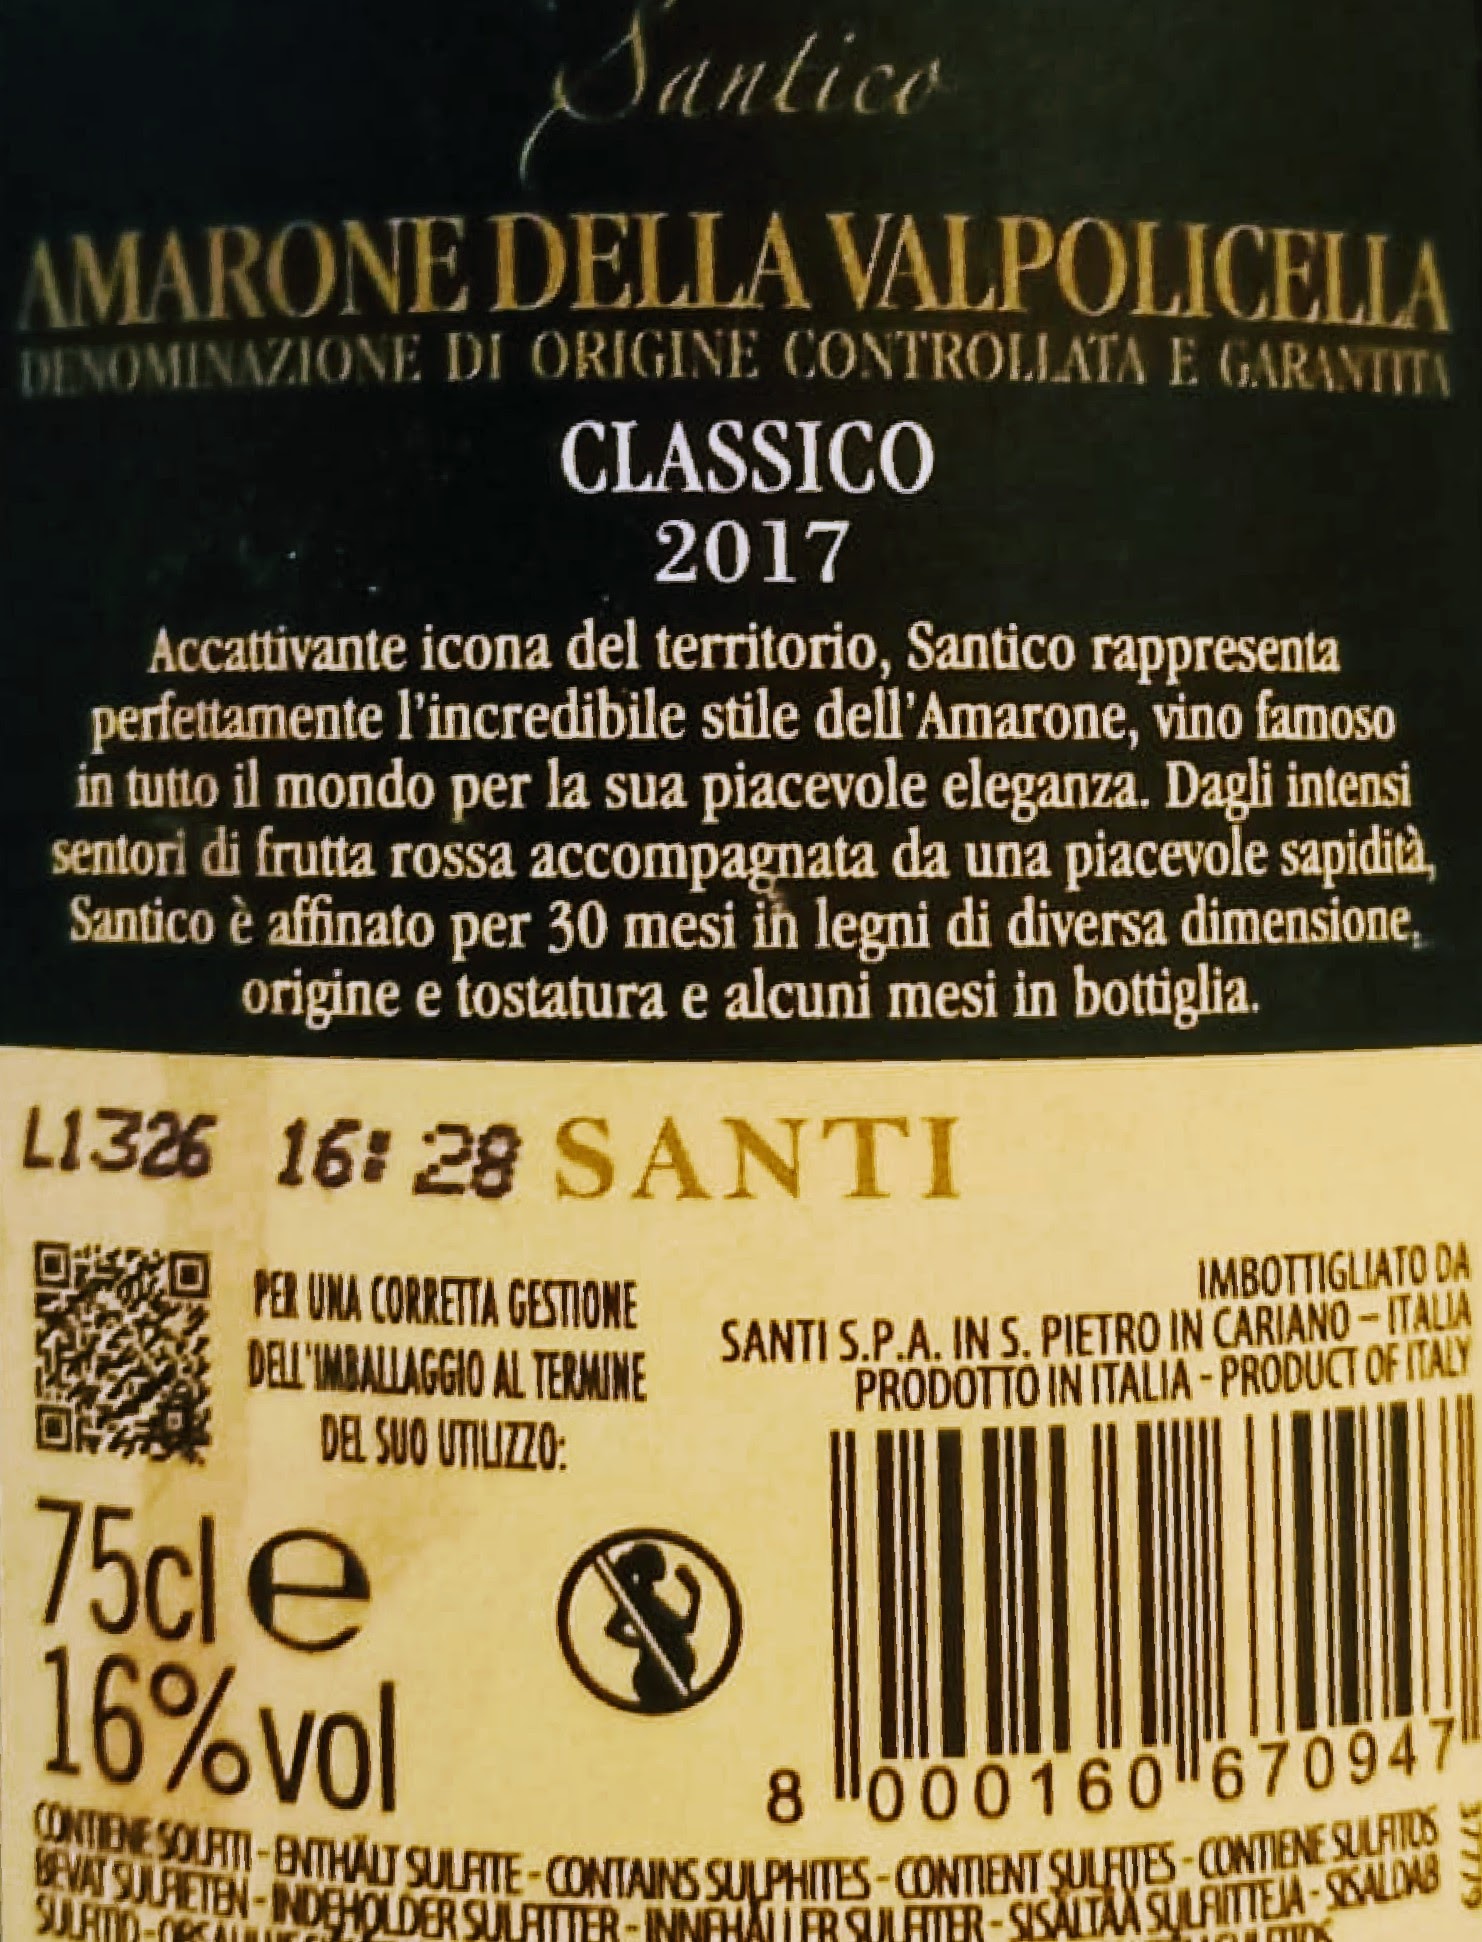 Santico
AMARONE DELLA VALPOLICELLA
DENOMINAZIONE DI ORIGINE CONTROLLATA E GARANTITA
CLASSICO
2017
Accattivante icona del territorio, Santico rappresenta
perfettamente l'incredibile stile dell'Amarone, vino famoso
in tutto il mondo per la sua piacevole eleganza. Dagli intensi
sentori di frutta rossa accompagnata da una piacevole sapidità,
Santico è affinato per 30 mesi in legni di diversa dimensione,
origine e tostatura e alcuni mesi in bottiglia.
L1326 16:28 SANTI
PER UNA CORRETTA GESTIONE
DELL'IMBALLAGGIO AL TERMINE
DEL SUO UTILIZZO:
IMBOTTIGLIATO DA
SANTI S.P.A. IN S. PIETRO IN CARIANO – ITALIA
PRODOTTO IN ITALIA - PRODUCT OF ITALY
75cl e
16%vol
8 000160 670947
CONTIENE SOLFITI - ENTHÄLT SULFITE - CONTAINS SULPHITES - CONTIENT SULFITES - CONTIENE SULFITOS
BEVAT SULFIETEN - INDEHOLDER SULFITTER - INNEHÅLLER SULFITER - SISÄLTÄÄ SULFIITTEJA - SISALDAB